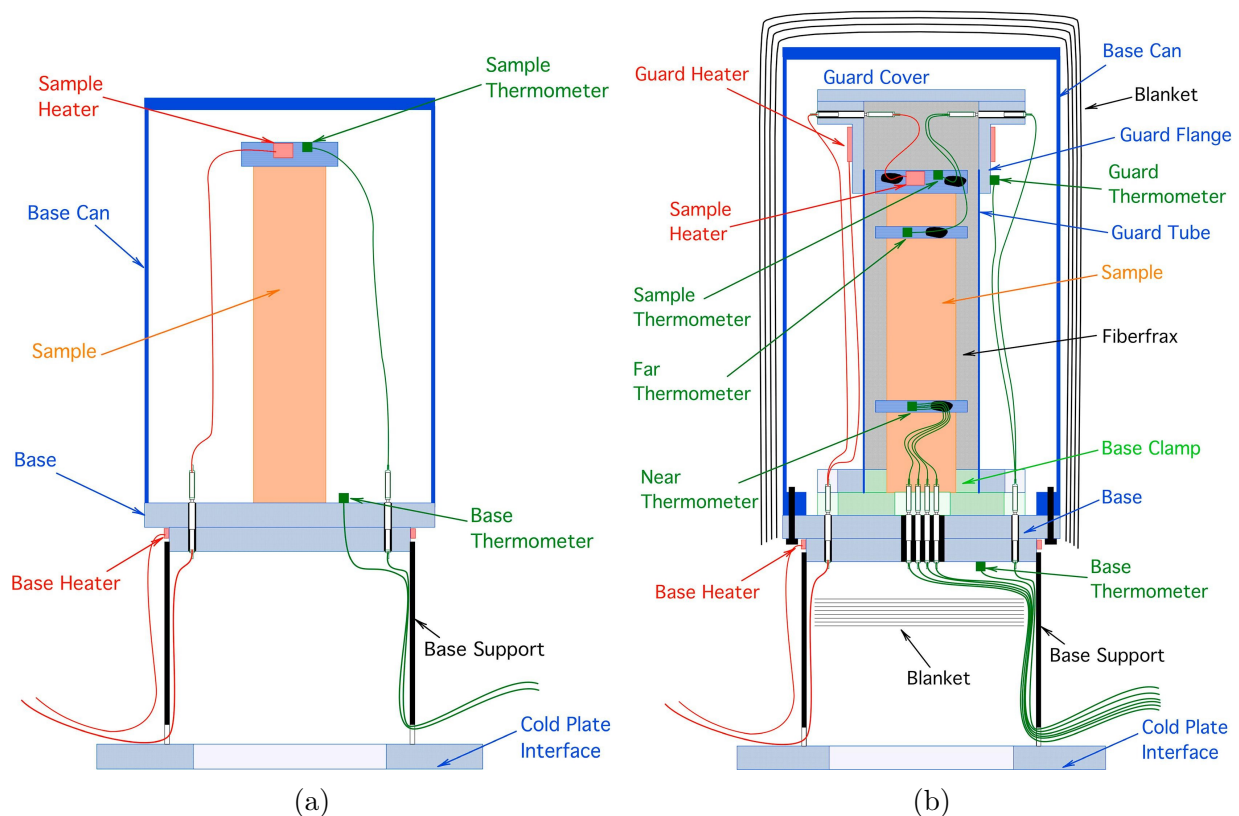 Sample
Heater
Sample
Thermometer
Base Can
Sample
Base
Base
Thermometer
Base Heater
Base Support
Cold Plate
Interface
(a)
Guard Heater
Guard Cover
Base Can
Blanket
Guard Flange
Guard
Thermometer
Sample
Heater
Guard Tube
Sample
Sample
Thermometer
Fiberfrax
Far
Thermometer
Base Clamp
Near
Thermometer
Base
Base
Thermometer
Base Heater
Base Support
Blanket
Cold Plate
Interface
(b)